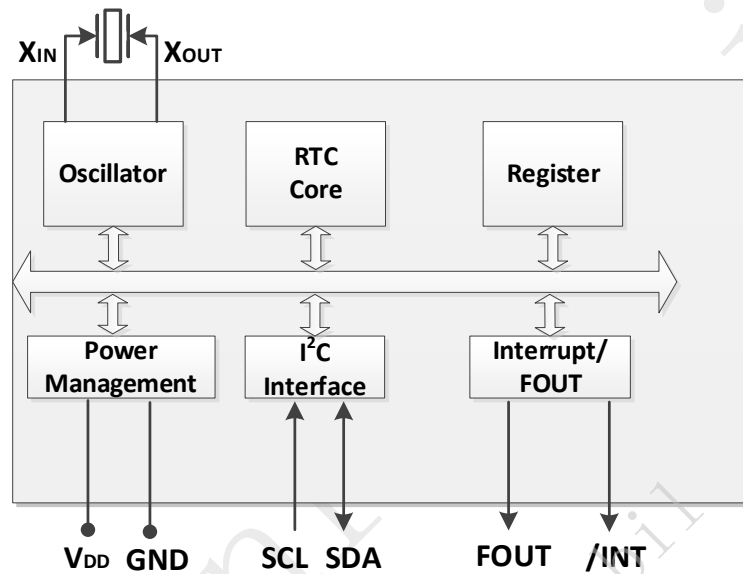 XIN XOUT
Oscillator
RTC
Core
Register
Power
Management
I²C
Interface
Interrupt/
FOUT
VDD GND SCL SDA FOUT /INT